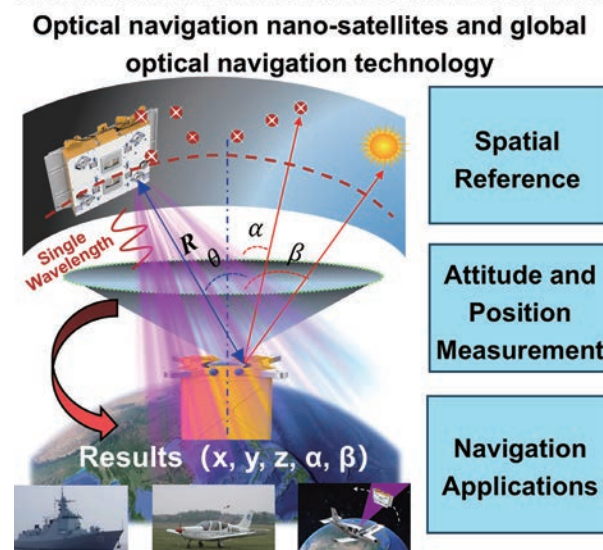 Optical navigation nano-satellites and global
optical navigation technology
Spatial
Reference
α
R
θ
β
Single
Wavelength
Attitude and
Position
Measurement
Results (x, y, z, α, β)
Navigation
Applications